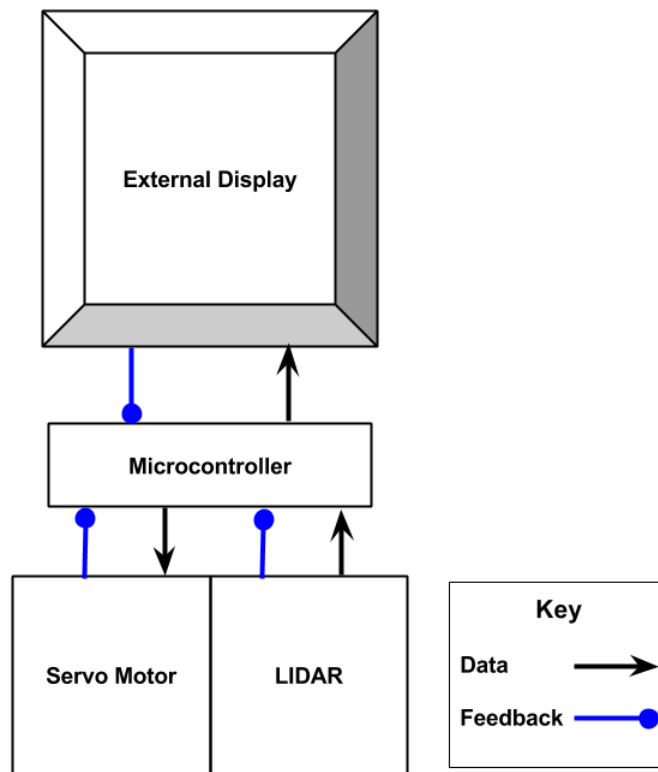 External Display
Microcontroller
Servo Motor
LIDAR
Key
Data
Feedback